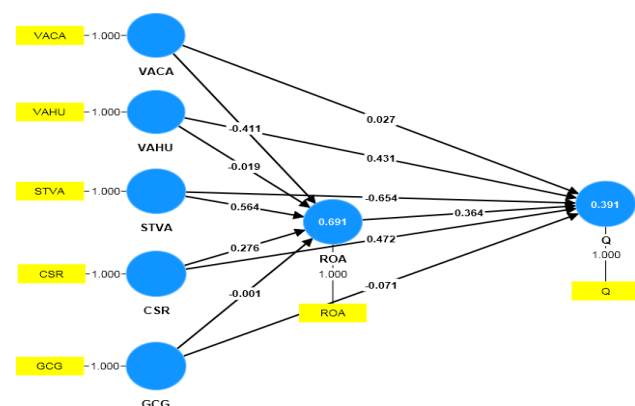 VACA
1.000
VACA
VAHU
1.000
VAHU
STVA
1.000
STVA
CSR
1.000
CSR
GCG
1.000
GCG
-0.411
-0.019
0.564
0.276
-0.001
0.027
0.431
-0.654
0.364
0.472
-0.071
0.691
ROA
1.000
ROA
0.391
Q
1.000
Q